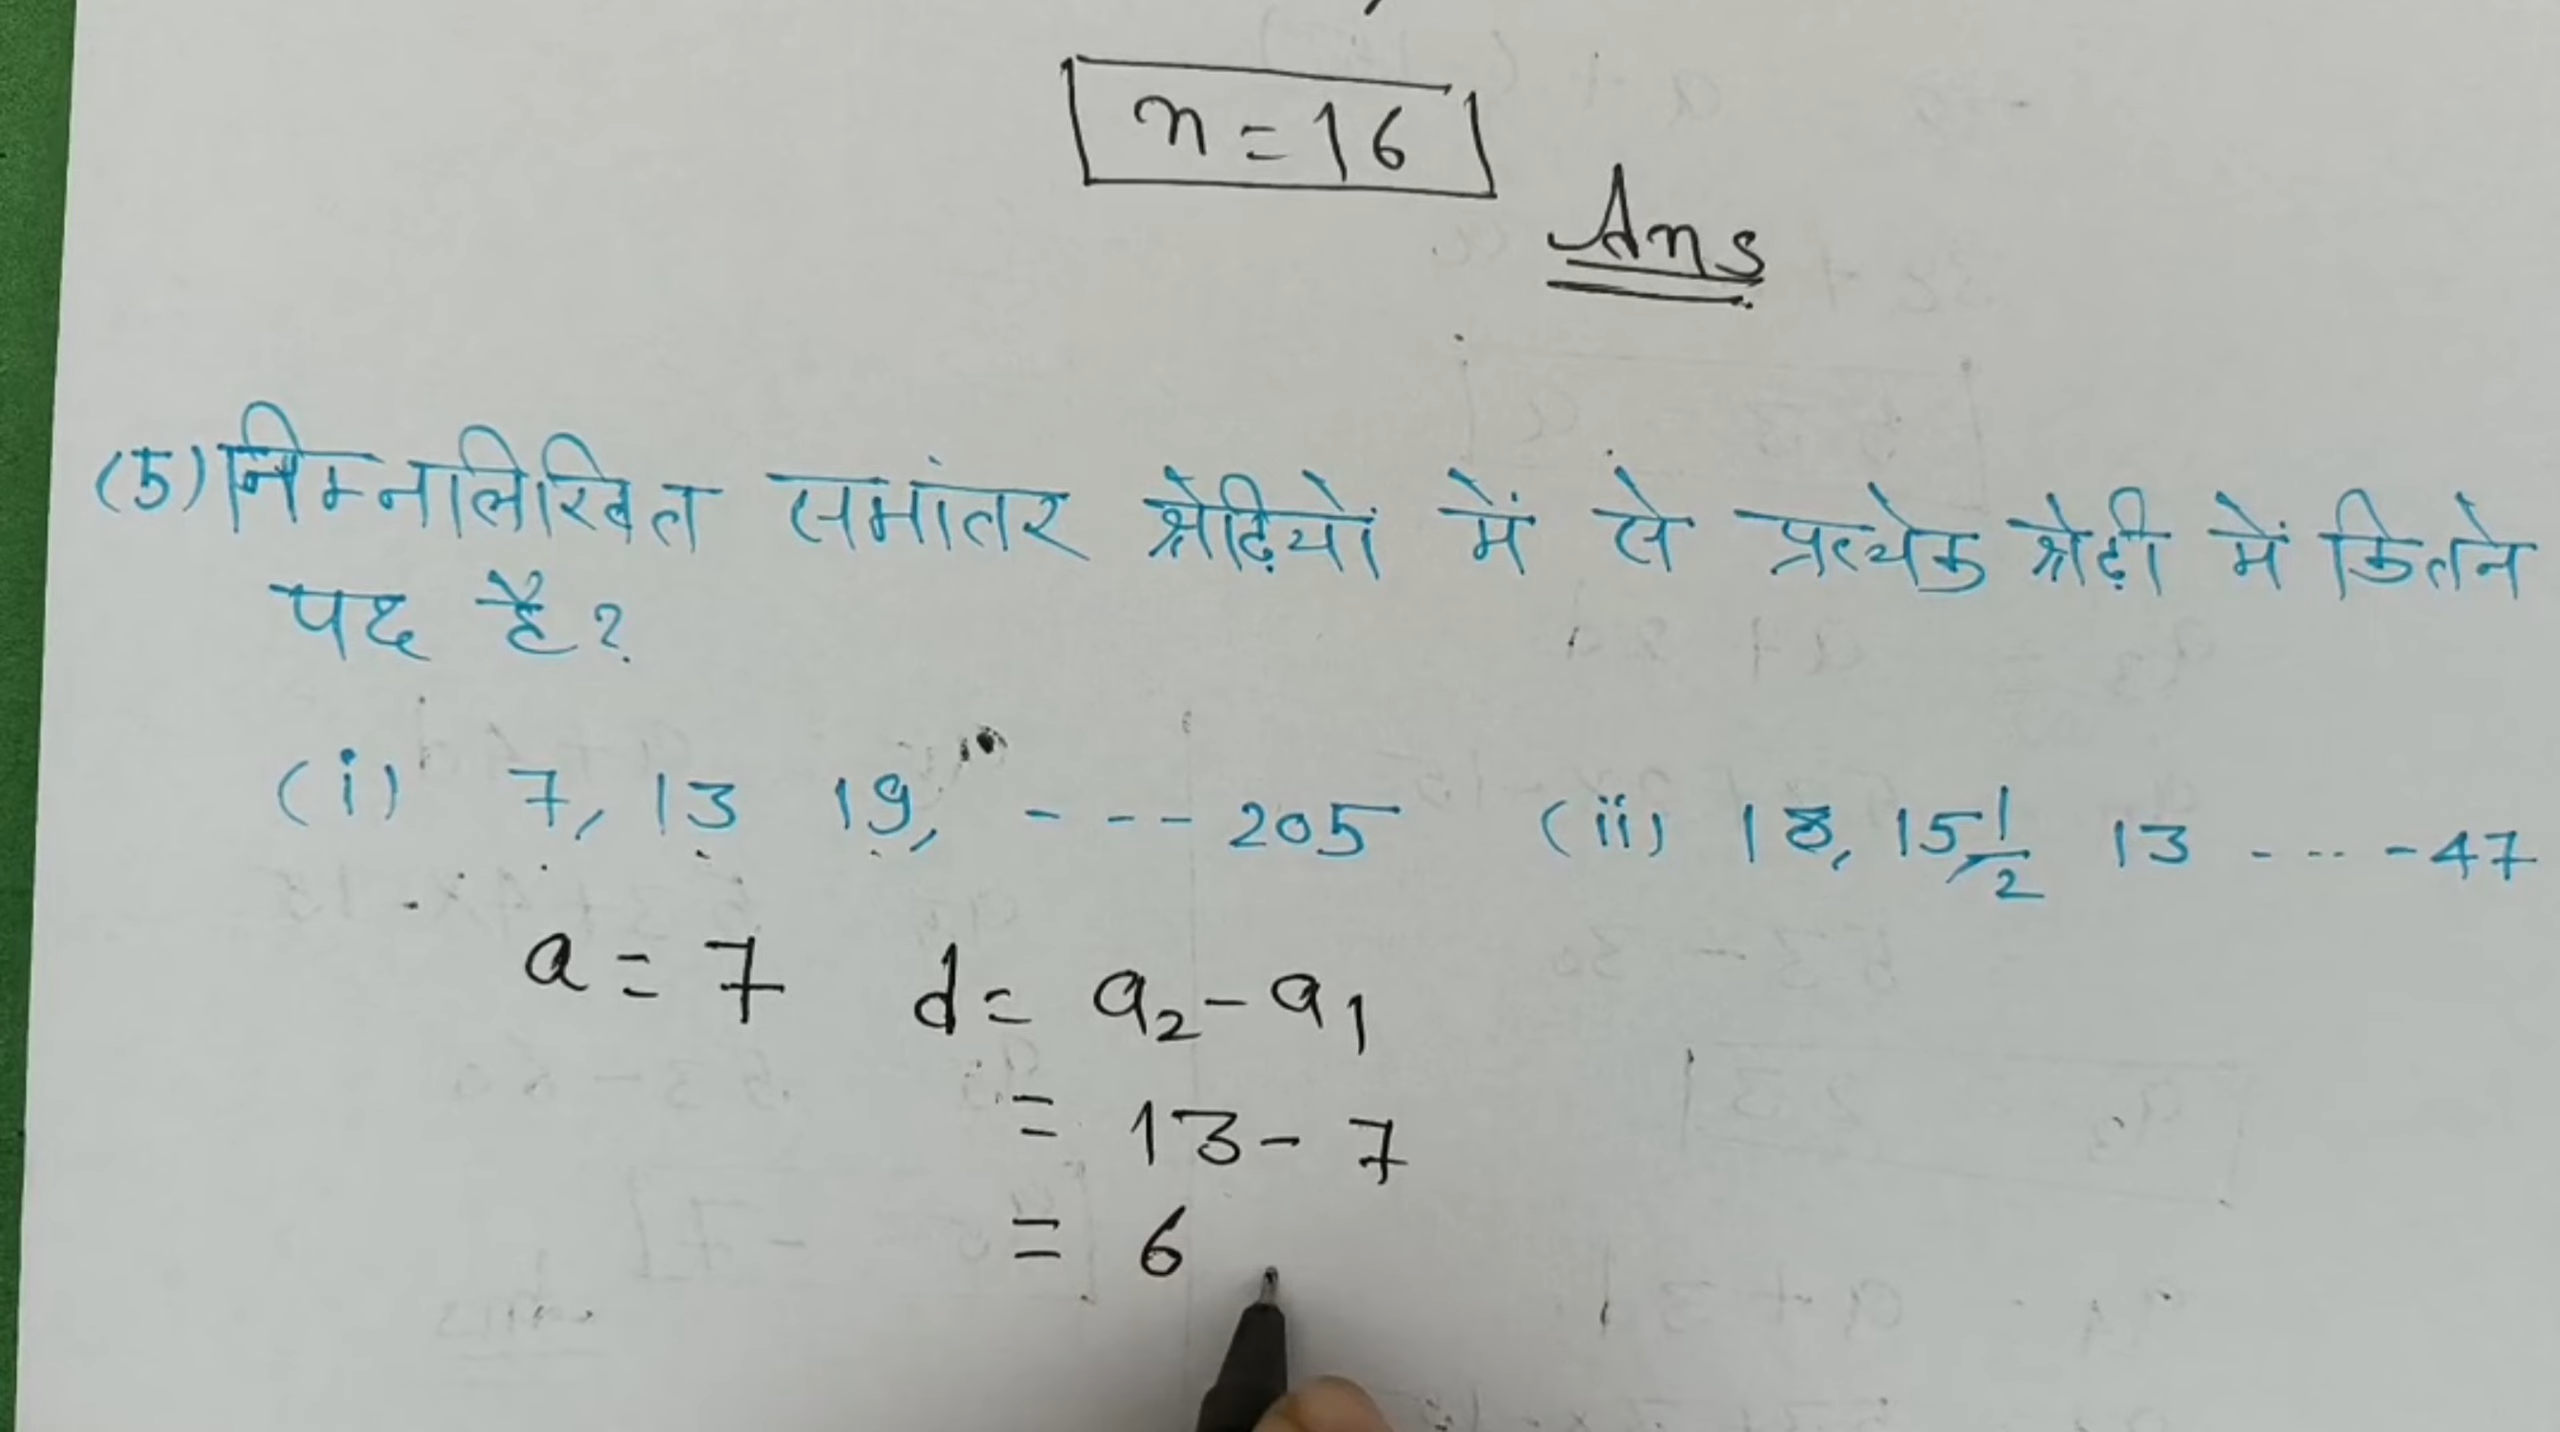 n = 16
Ans
(5) निम्नलिखित समांतर श्रेढ़ियों में से प्रत्येक श्रेढ़ी में कितने
पद है?
(i) 7, 13 19, - - - 205 (ii) 18, 15 1/2 13 - - - -47
a = 7 d = a₂ - a₁
= 13 - 7
= 6